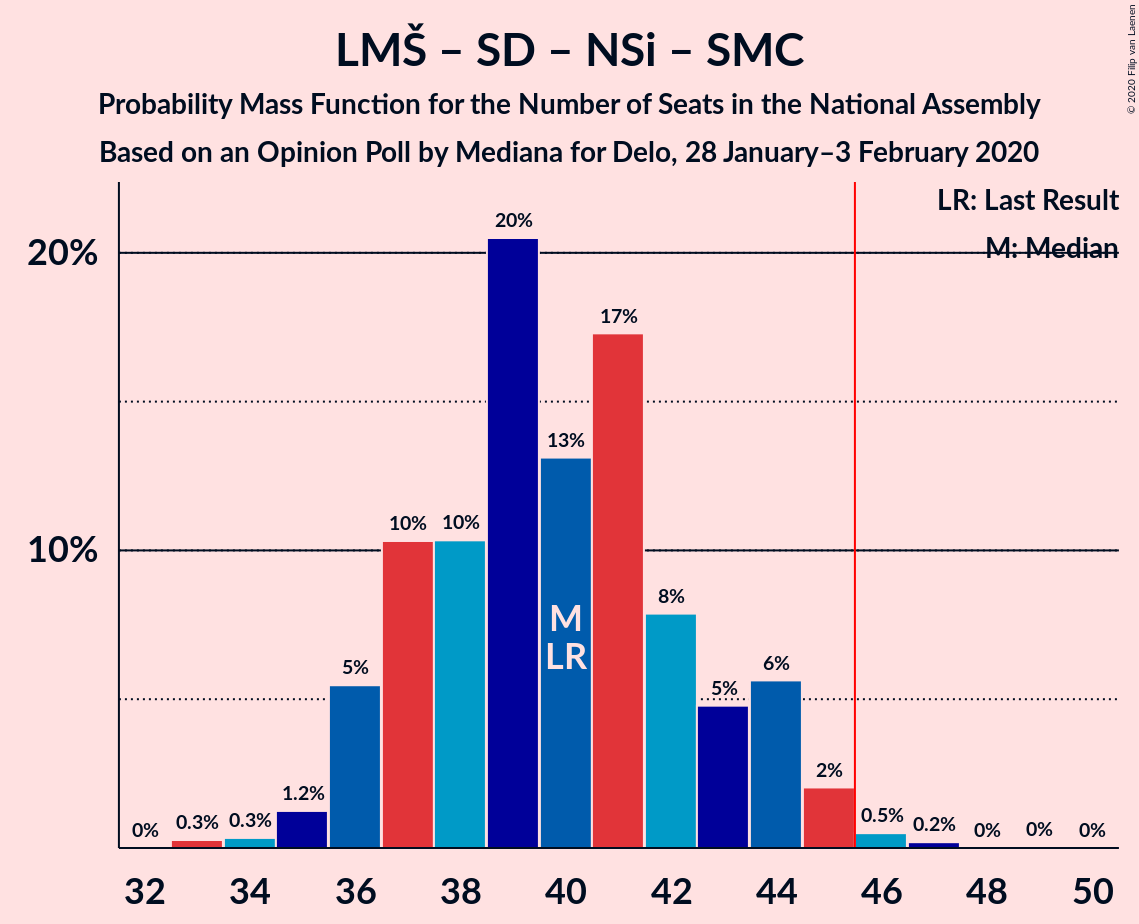 LMŠ – SD – NSi – SMC
Probability Mass Function for the Number of Seats in the National Assembly
Based on an Opinion Poll by Mediana for Delo, 28 January–3 February 2020
© 2020 Filip van Laenen
LR: Last Result
M: Median
20%
10%
0%
0.3%
0.3%
1.2%
5%
10%
10%
20%
13%
17%
8%
5%
6%
2%
0.5%
0.2%
0%
0%
0%
M
LR
32 34 36 38 40 42 44 46 48 50